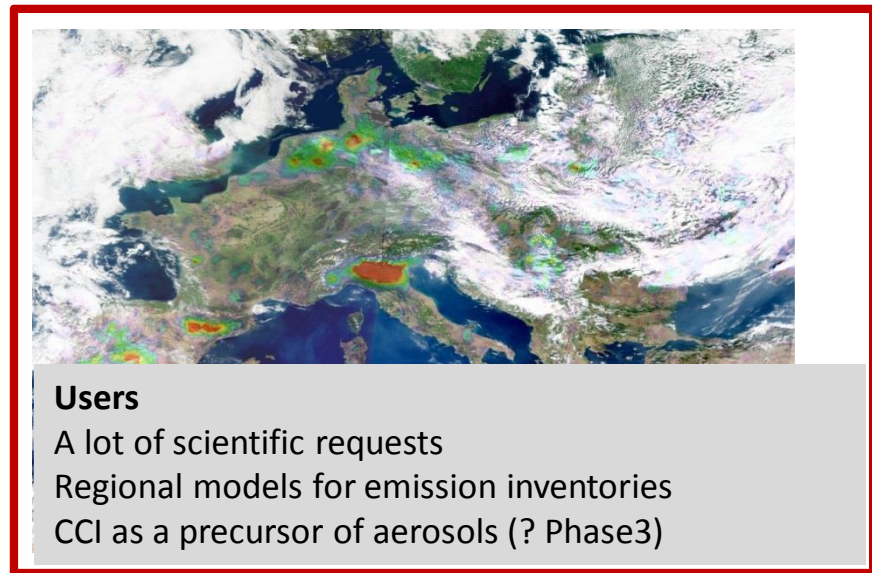 Users
A lot of scientific requests
Regional models for emission inventories
CCI as a precursor of aerosols (? Phase3)